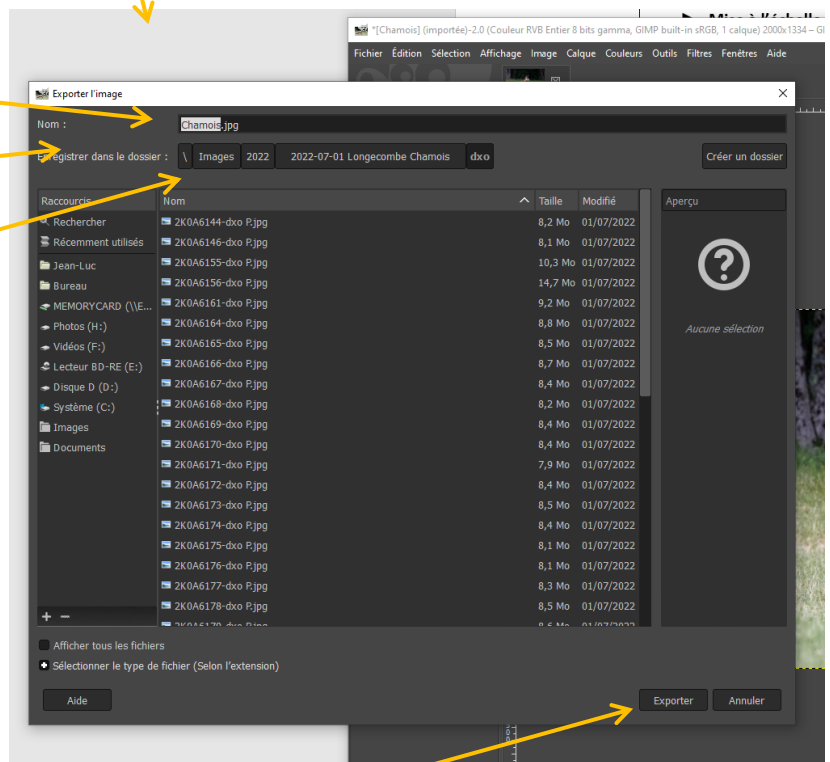 Mise à l'échelle
*[Chamois] (importée)-2.0 (Couleur RVB Entier 8 bits gamma, GIMP built-in sRGB, 1 calque) 2000x1334 – GI
Fichier Édition Sélection Affichage Image Calque Couleurs Outils Filtres Fenêtres Aide
Exporter l'image
Nom :
Chamois.jpg
Enregistrer dans le dossier : \ Images 2022 2022-07-01 Longecombe Chamois dxo Créer un dossier
Raccourcis Nom Taille Modifié Aperçu
Rechercher 2K0A6144-dxo P.jpg 8,2 Mo 01/07/2022
Récemment utilisés 2K0A6146-dxo P.jpg 8,1 Mo 01/07/2022
Jean-Luc 2K0A6155-dxo P.jpg 10,3 Mo 01/07/2022
Bureau 2K0A6156-dxo P.jpg 14,7 Mo 01/07/2022
MEMORYCARD (\\E... 2K0A6161-dxo P.jpg 9,2 Mo 01/07/2022
Photos (H:) 2K0A6164-dxo P.jpg 8,8 Mo 01/07/2022
Aucune sélection
Vidéos (F:) 2K0A6165-dxo P.jpg 8,5 Mo 01/07/2022
Lecteur BD-RE (E:) 2K0A6166-dxo P.jpg 8,7 Mo 01/07/2022
Disque D (D:) 2K0A6167-dxo P.jpg 8,4 Mo 01/07/2022
Système (C:) 2K0A6168-dxo P.jpg 8,2 Mo 01/07/2022
Images 2K0A6169-dxo P.jpg 8,4 Mo 01/07/2022
Documents 2K0A6170-dxo P.jpg 8,4 Mo 01/07/2022
2K0A6171-dxo P.jpg 7,9 Mo 01/07/2022
2K0A6172-dxo P.jpg 8,4 Mo 01/07/2022
2K0A6173-dxo P.jpg 8,5 Mo 01/07/2022
2K0A6174-dxo P.jpg 8,4 Mo 01/07/2022
2K0A6175-dxo P.jpg 8,1 Mo 01/07/2022
2K0A6176-dxo P.jpg 8,1 Mo 01/07/2022
2K0A6177-dxo P.jpg 8,3 Mo 01/07/2022
2K0A6178-dxo P.jpg 8,5 Mo 01/07/2022
2K0A6179-dxo P.jpg 8,6 Mo 01/07/2022
Afficher tous les fichiers
Sélectionner le type de fichier (Selon l'extension)
Aide Exporter Annuler